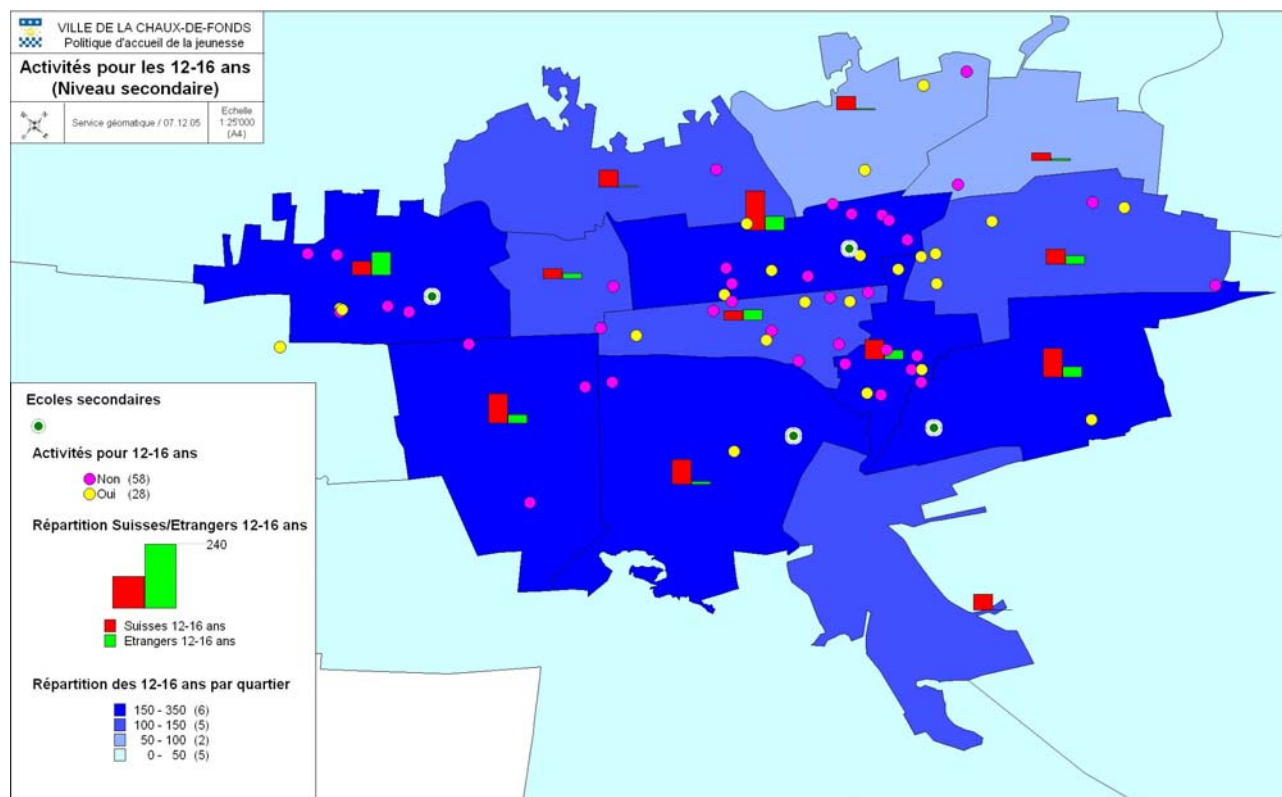 VILLE DE LA CHAUX-DE-FONDS
Politique d'accueil de la jeunesse
Activités pour les 12-16 ans
(Niveau secondaire)
Service géomatique / 07.12.05
Echelle
1:25'000
(A4)
Ecoles secondaires
Activités pour 12-16 ans
Non (58)
Oui (28)
Répartition Suisses/Etrangers 12-16 ans
240
Suisses 12-16 ans
Etrangers 12-16 ans
Répartition des 12-16 ans par quartier
150 - 350 (6)
100 - 150 (5)
50 - 100 (2)
0 - 50 (5)